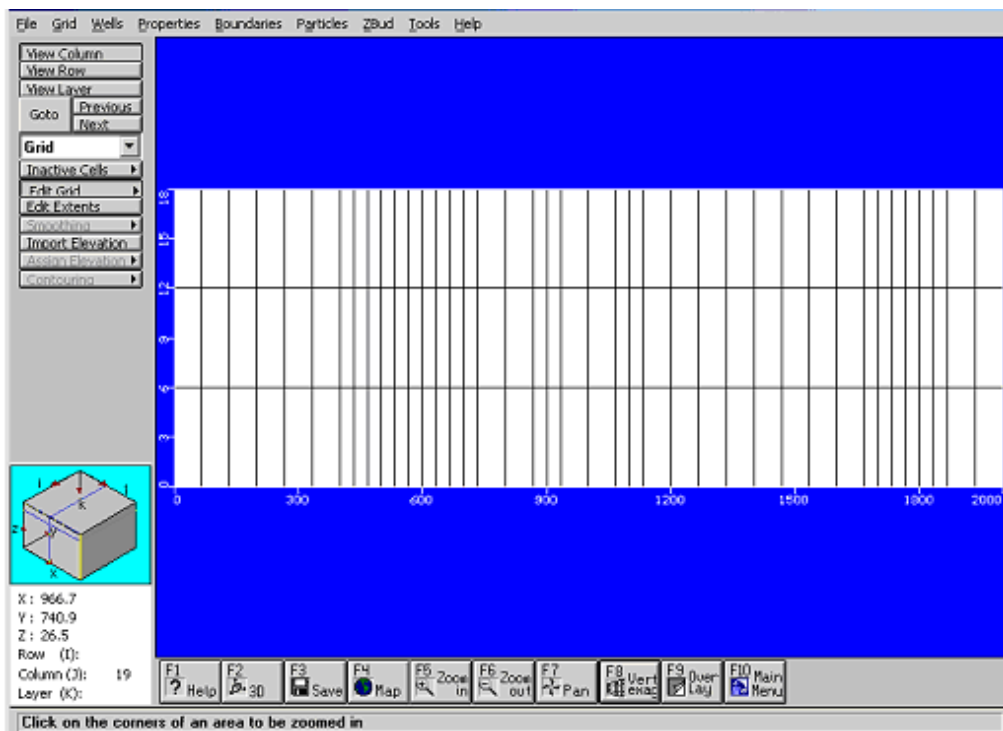 File Grid Wells Properties Boundaries Particles ZBud Tools Help
View Column
View Row
View Layer
Goto
Previous
Next
Grid
Inactive Cells
Edit Grid
Edit Extents
Smoothing
Import Elevation
Assign Elevation
Contouring
18
15
12
9
6
3
0
0 300 600 900 1200 1500 1800 2000
i
j
K
Z
Y
X
X: 966.7
Y: 740.9
Z: 26.5
Row (I):
Column (J): 19
Layer (K):
F1 ? Help
F2 3D
F3 Save
F4 Map
F5 Zoom in
F6 Zoom out
F7 Pan
F8 Vert exag
F9 Over lay
F10 Main Menu
Click on the corners of an area to be zoomed in